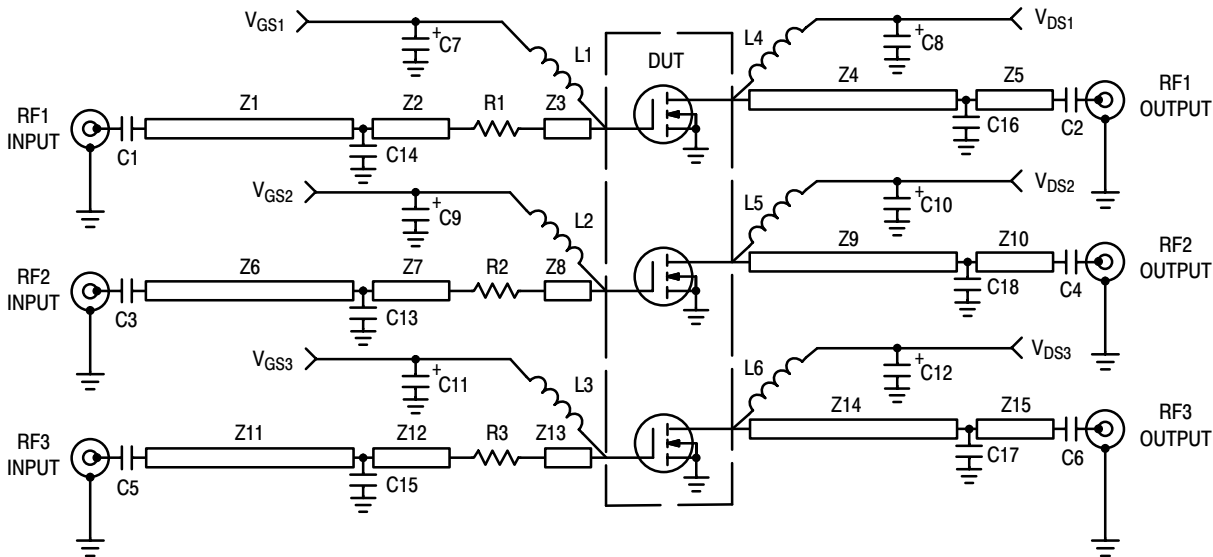 VGS1
+
C7
L1
DUT
L4
+
C8
VDS1
RF1
INPUT
C1
Z1
C14
Z2
R1
Z3
Z4
C16
Z5
C2
RF1
OUTPUT
VGS2
+
C9
L2
L5
+
C10
VDS2
RF2
INPUT
C3
Z6
C13
Z7
R2
Z8
Z9
C18
Z10
C4
RF2
OUTPUT
VGS3
+
C11
L3
L6
+
C12
VDS3
RF3
INPUT
C5
Z11
C15
Z12
R3
Z13
Z14
C17
Z15
C6
RF3
OUTPUT